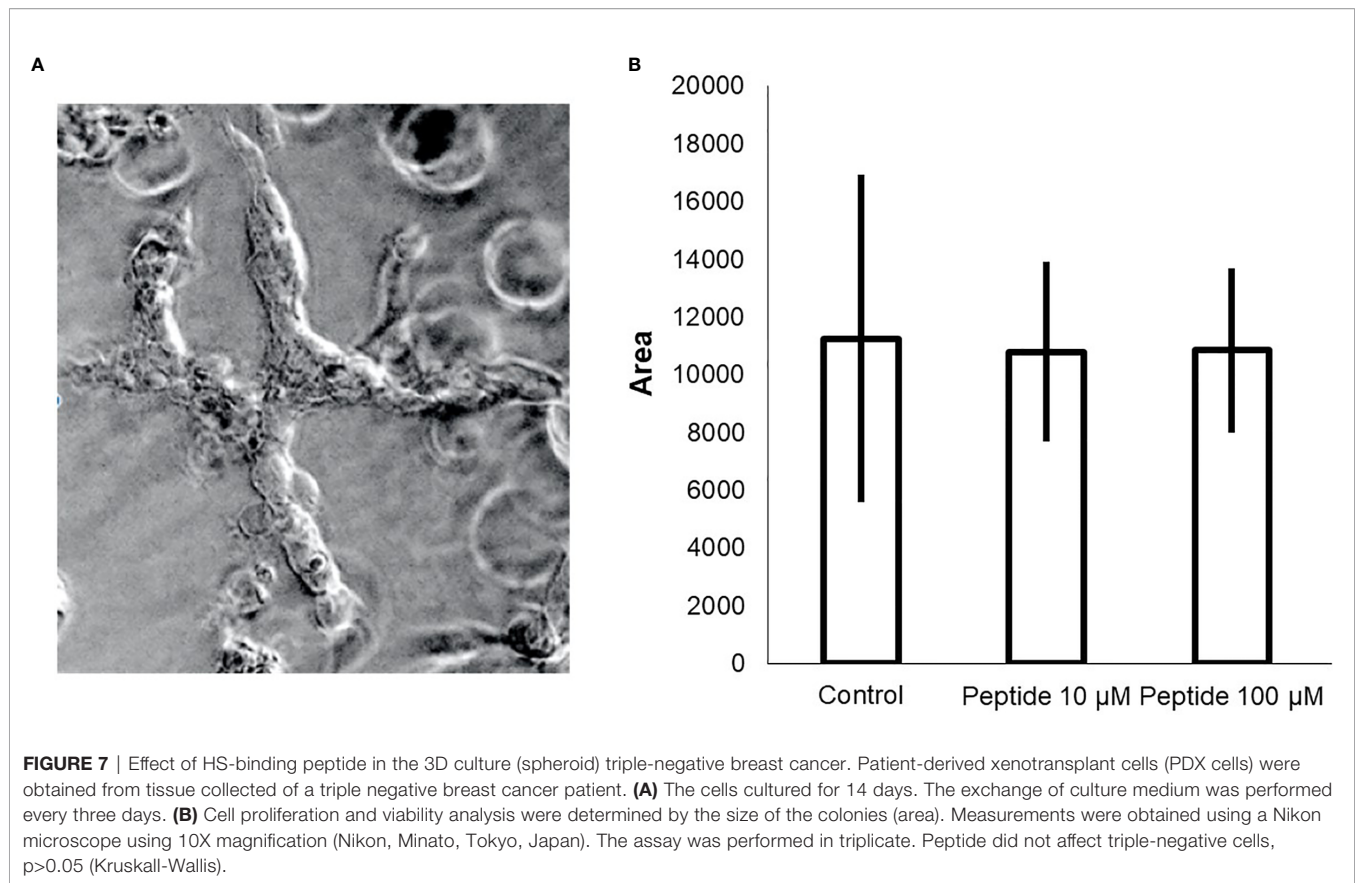 A
B
20000
18000
16000
14000
12000
10000
8000
6000
4000
2000
0
Area
Control Peptide 10 µM Peptide 100 µM
FIGURE 7 | Effect of HS-binding peptide in the 3D culture (spheroid) triple-negative breast cancer. Patient-derived xenotransplant cells (PDX cells) were
obtained from tissue collected of a triple negative breast cancer patient. (A) The cells cultured for 14 days. The exchange of culture medium was performed
every three days. (B) Cell proliferation and viability analysis were determined by the size of the colonies (area). Measurements were obtained using a Nikon
microscope using 10X magnification (Nikon, Minato, Tokyo, Japan). The assay was performed in triplicate. Peptide did not affect triple-negative cells,
p>0.05 (Kruskall-Wallis).